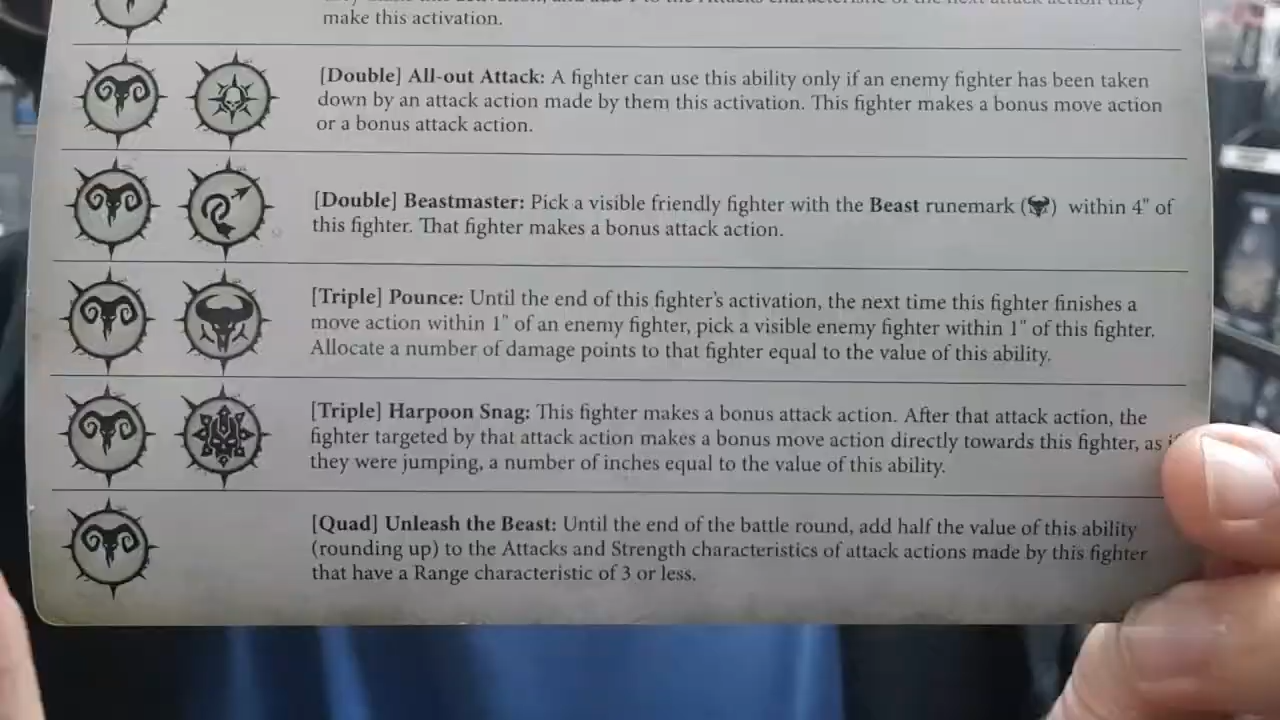 make this activation.
[Double] All-out Attack: A fighter can use this ability only if an enemy fighter has been taken
down by an attack action made by them this activation. This fighter makes a bonus move action
or a bonus attack action.
[Double] Beastmaster: Pick a visible friendly fighter with the Beast runemark ( ) within 4" of
this fighter. That fighter makes a bonus attack action.
[Triple] Pounce: Until the end of this fighter's activation, the next time this fighter finishes a
move action within 1" of an enemy fighter, pick a visible enemy fighter within 1" of this fighter.
Allocate a number of damage points to that fighter equal to the value of this ability.
[Triple] Harpoon Snag: This fighter makes a bonus attack action. After that attack action, the
fighter targeted by that attack action makes a bonus move action directly towards this fighter, as
they were jumping, a number of inches equal to the value of this ability.
[Quad] Unleash the Beast: Until the end of the battle round, add half the value of this ability
(rounding up) to the Attacks and Strength characteristics of attack actions made by this fighter
that have a Range characteristic of 3 or less.